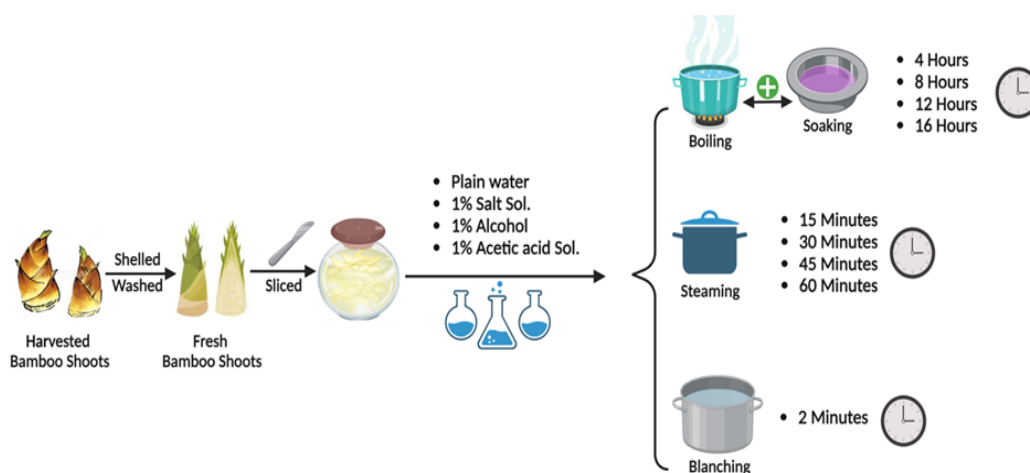 Harvested
Bamboo Shoots
Shelled
Washed
Fresh
Bamboo Shoots
Sliced
• Plain water
• 1% Salt Sol.
• 1% Alcohol
• 1% Acetic acid Sol.
Boiling
Soaking
• 4 Hours
• 8 Hours
• 12 Hours
• 16 Hours
Steaming
• 15 Minutes
• 30 Minutes
• 45 Minutes
• 60 Minutes
Blanching
• 2 Minutes